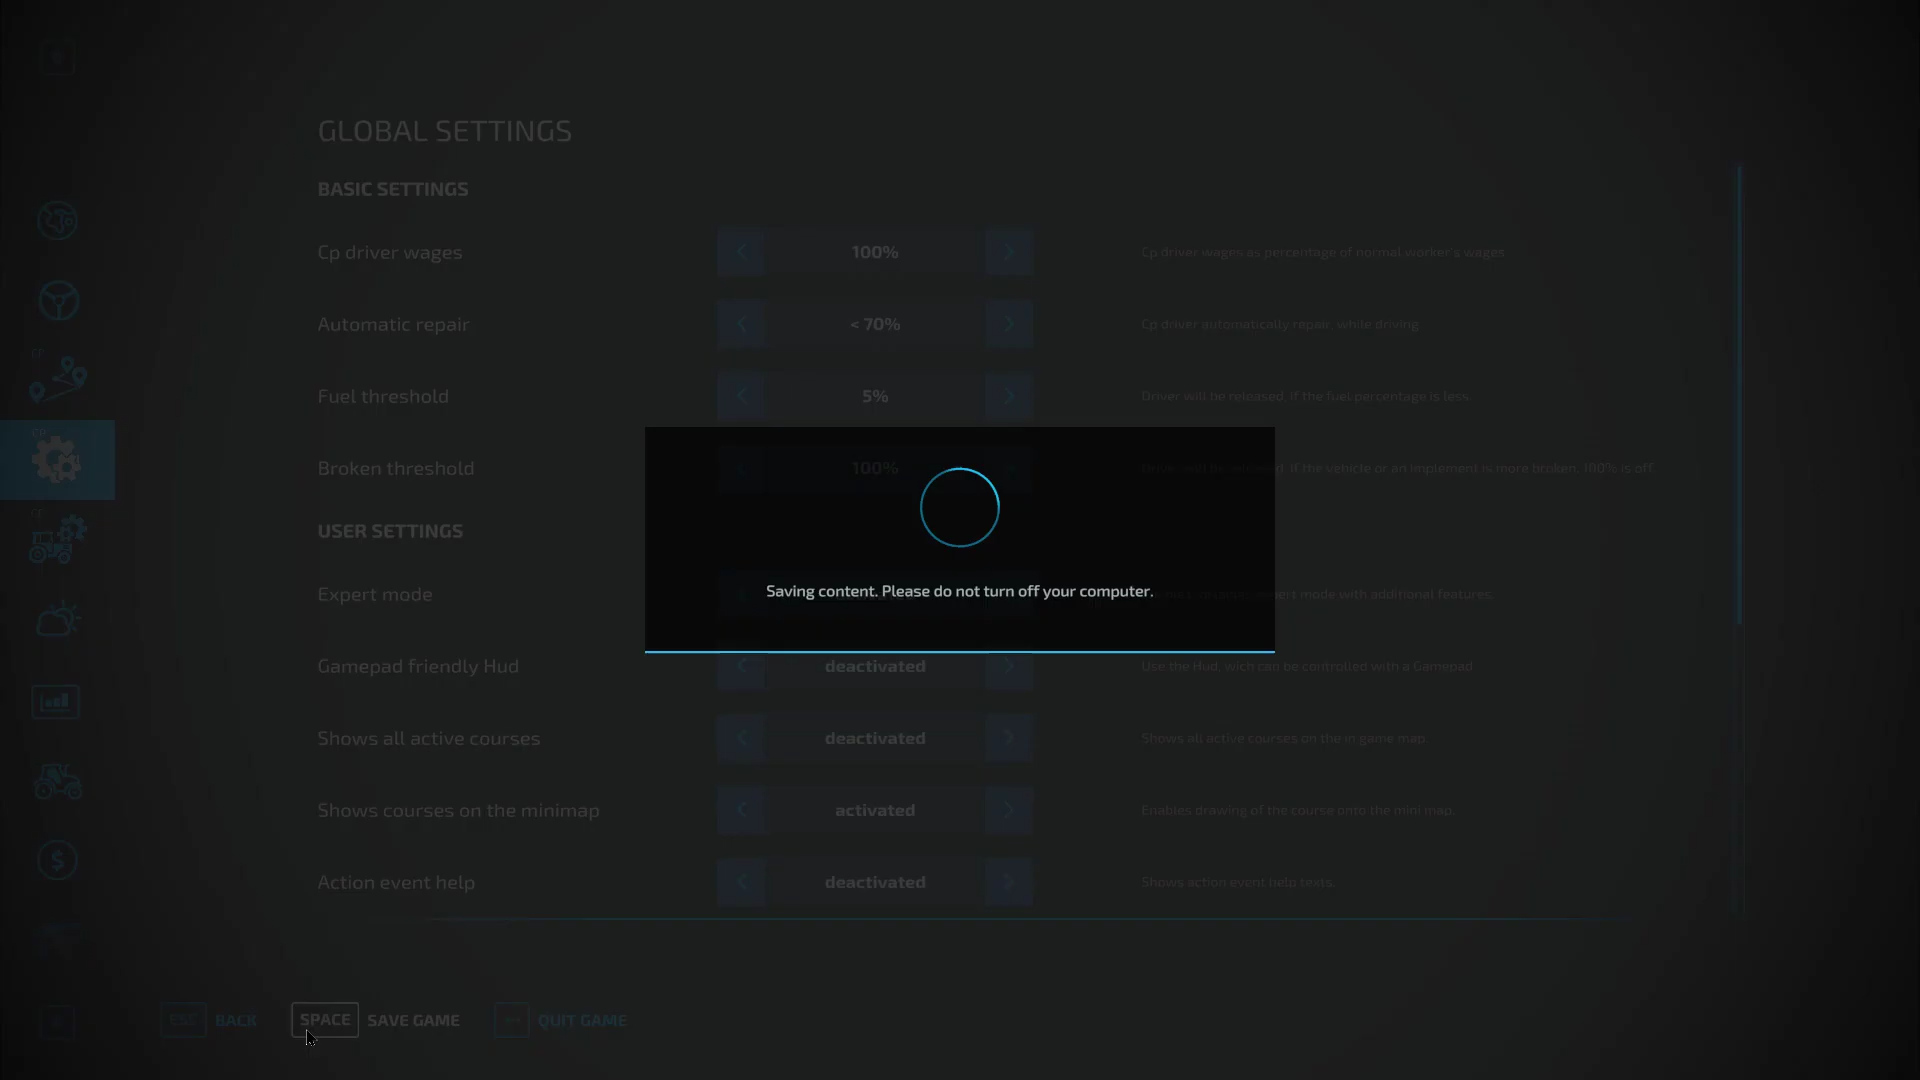 GLOBAL SETTINGS
BASIC SETTINGS
Cp driver wages 100% Cp driver wages as percentage of normal worker's wages.
Automatic repair < 70% Cp driver automatically repair, while driving.
Fuel threshold 5% Driver will be released, if the fuel percentage is less.
CP
Broken threshold 100% if the vehicle or an implement is more broken. 100% is off
CP
USER SETTINGS
Saving content. Please do not turn off your computer.
Expert mode mode with additional features.
Gamepad friendly Hud deactivated Use the Hud, wich can be controlled with a Gamepad
Shows all active courses deactivated Shows all active courses on the in game map.
Shows courses on the minimap activated Enables drawing of the course onto the mini map.
Action event help deactivated Shows action event help texts.
ESC BACK SPACE SAVE GAME QUIT GAME